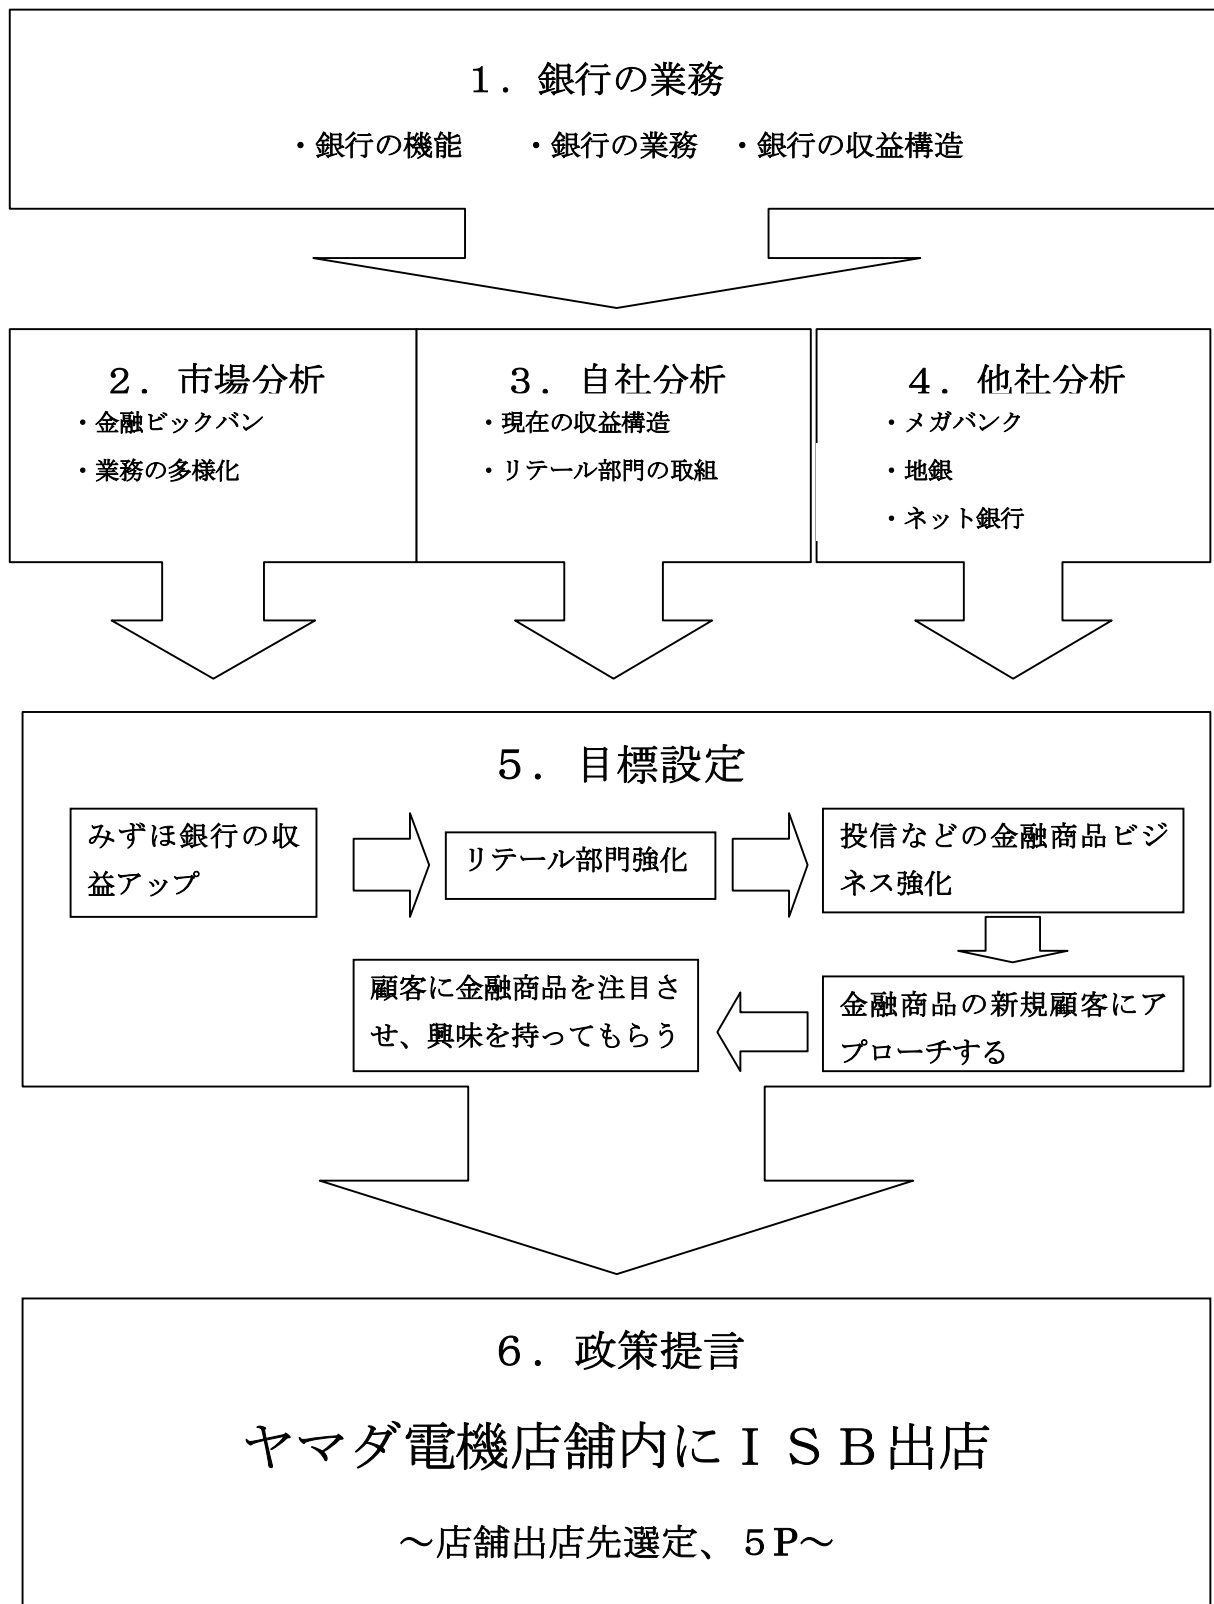 １．銀行の業務
・銀行の機能　　・銀行の業務　・銀行の収益構造
２．市場分析
・金融ビックバン
・業務の多様化
３．自社分析
・現在の収益構造
・リテール部門の取組
４．他社分析
・メガバンク
・地銀
・ネット銀行
５．目標設定
みずほ銀行の収
益アップ
リテール部門強化
投信などの金融商品ビジ
ネス強化
金融商品の新規顧客にア
プローチする
顧客に金融商品を注目さ
せ、興味を持ってもらう
６．政策提言
ヤマダ電機店舗内にＩＳＢ出店
～店舗出店先選定、５P～